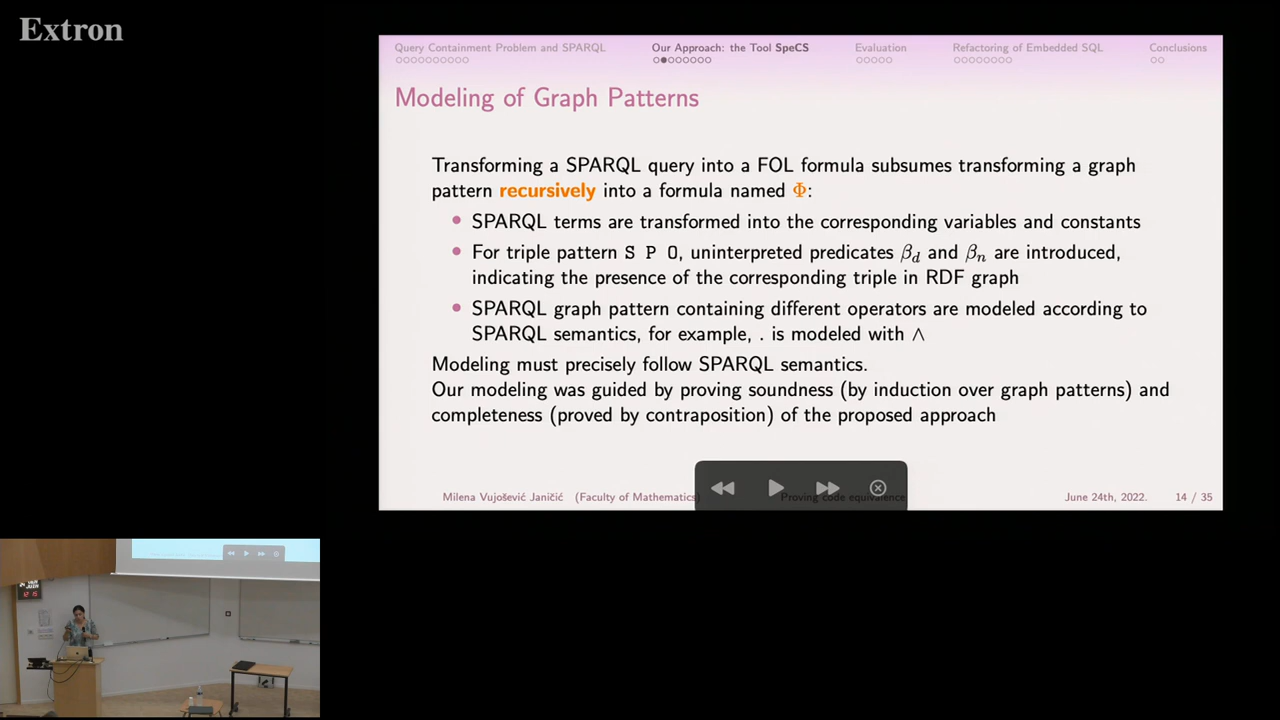 Extron
Query Containment Problem and SPARQL
Our Approach: the Tool SpeCS
Evaluation
Refactoring of Embedded SQL
Conclusions
Modeling of Graph Patterns
Transforming a SPARQL query into a FOL formula subsumes transforming a graph
pattern recursively into a formula named Φ:
SPARQL terms are transformed into the corresponding variables and constants
For triple pattern S P O, uninterpreted predicates βd and βn are introduced,
indicating the presence of the corresponding triple in RDF graph
SPARQL graph pattern containing different operators are modeled according to
SPARQL semantics, for example, . is modeled with ∧
Modeling must precisely follow SPARQL semantics.
Our modeling was guided by proving soundness (by induction over graph patterns) and
completeness (proved by contraposition) of the proposed approach
Milena Vujošević Janičić (Faculty of Mathematics)
Proving code equivalence
June 24th, 2022.
14 / 35